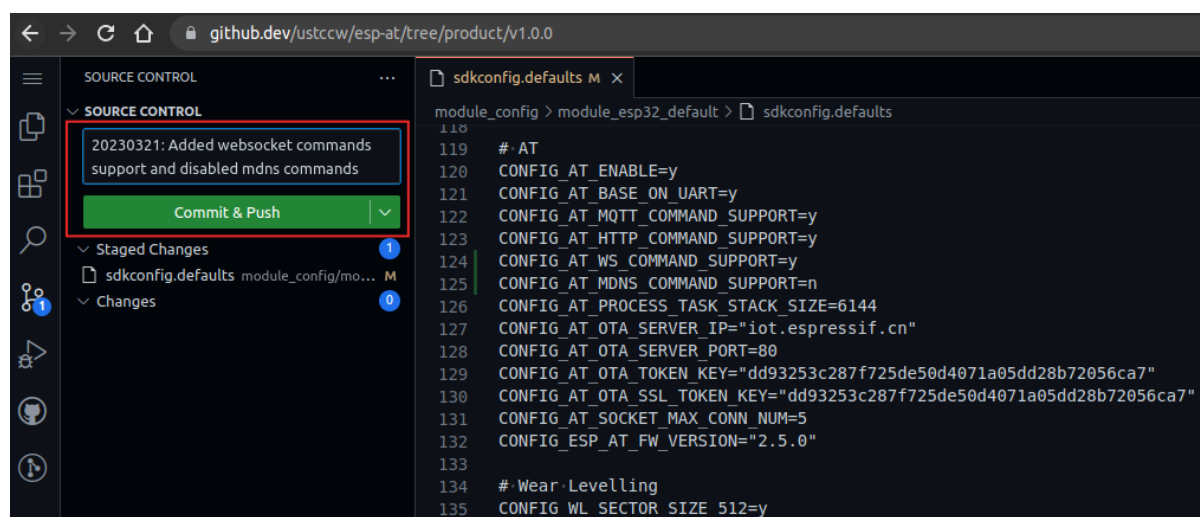 github.dev/ustccw/esp-at/tree/product/v1.0.0
SOURCE CONTROL
SOURCE CONTROL
20230321: Added websocket commands
support and disabled mdns commands
Commit & Push
Staged Changes 1
sdkconfig.defaults module_config/mo... M
Changes 0
1
sdkconfig.defaults M
module_config > module_esp32_default > sdkconfig.defaults
118
119 # AT
120 CONFIG_AT_ENABLE=y
121 CONFIG_AT_BASE_ON_UART=y
122 CONFIG_AT_MQTT_COMMAND_SUPPORT=y
123 CONFIG_AT_HTTP_COMMAND_SUPPORT=y
124 CONFIG_AT_WS_COMMAND_SUPPORT=y
125 CONFIG_AT_MDNS_COMMAND_SUPPORT=n
126 CONFIG_AT_PROCESS_TASK_STACK_SIZE=6144
127 CONFIG_AT_OTA_SERVER_IP="iot.espressif.cn"
128 CONFIG_AT_OTA_SERVER_PORT=80
129 CONFIG_AT_OTA_TOKEN_KEY="dd93253c287f725de50d4071a05dd28b72056ca7"
130 CONFIG_AT_OTA_SSL_TOKEN_KEY="dd93253c287f725de50d4071a05dd28b72056ca7"
131 CONFIG_AT_SOCKET_MAX_CONN_NUM=5
132 CONFIG_ESP_AT_FW_VERSION="2.5.0"
133
134 # Wear Levelling
135 CONFIG_WL_SECTOR_SIZE_512=y